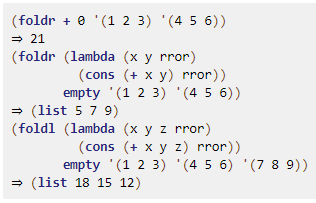 (foldr + 0 '(1 2 3) '(4 5 6))
⇒ 21
(foldr (lambda (x y rror)
(cons (+ x y) rror))
empty '(1 2 3) '(4 5 6))
⇒ (list 5 7 9)
(foldl (lambda (x y z rror)
(cons (+ x y z) rror))
empty '(1 2 3) '(4 5 6) '(7 8 9))
⇒ (list 18 15 12)